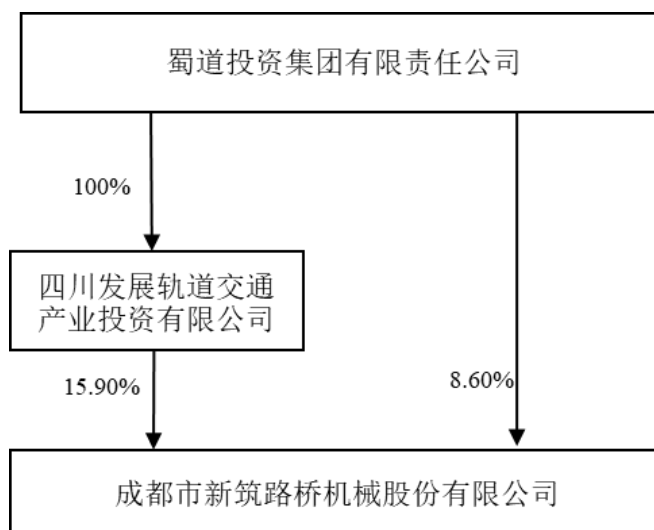 蜀道投资集团有限责任公司
100%
四川发展轨道交通
产业投资有限公司
15.90%
8.60%
成都市新筑路桥机械股份有限公司